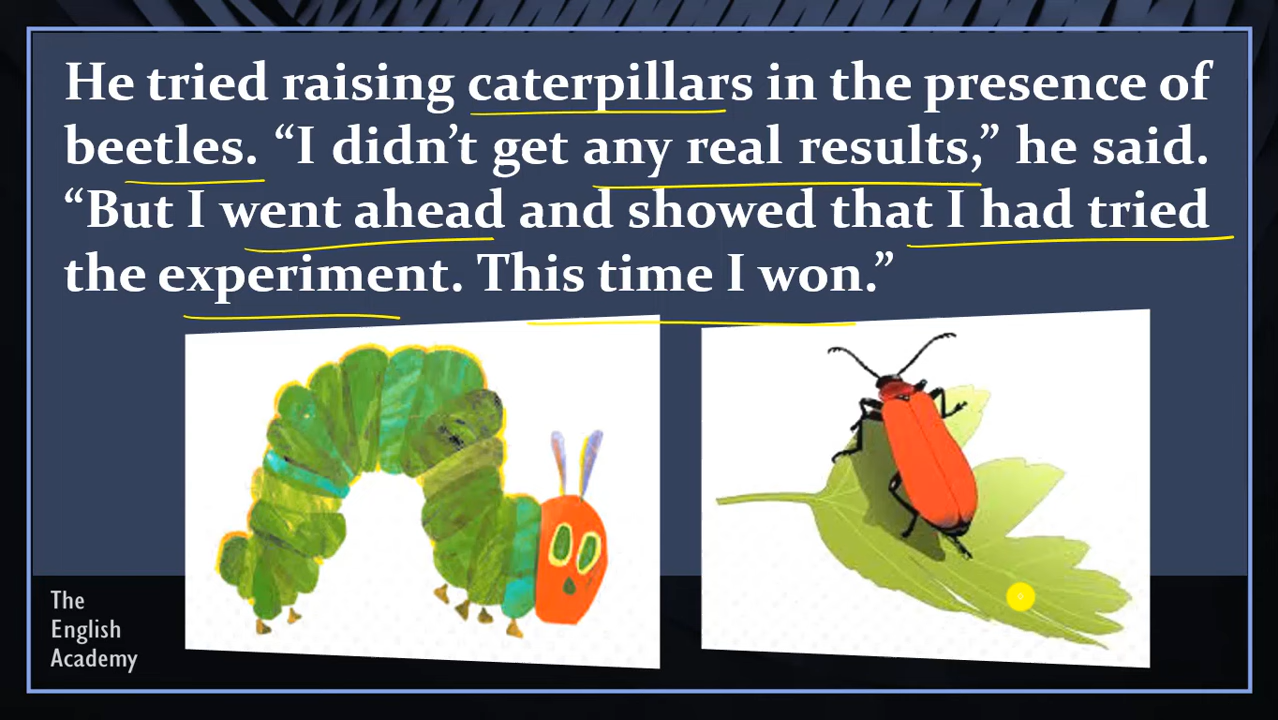 He tried raising caterpillars in the presence of
beetles. “I didn’t get any real results,” he said.
“But I went ahead and showed that I had tried
the experiment. This time I won.”
The
English
Academy